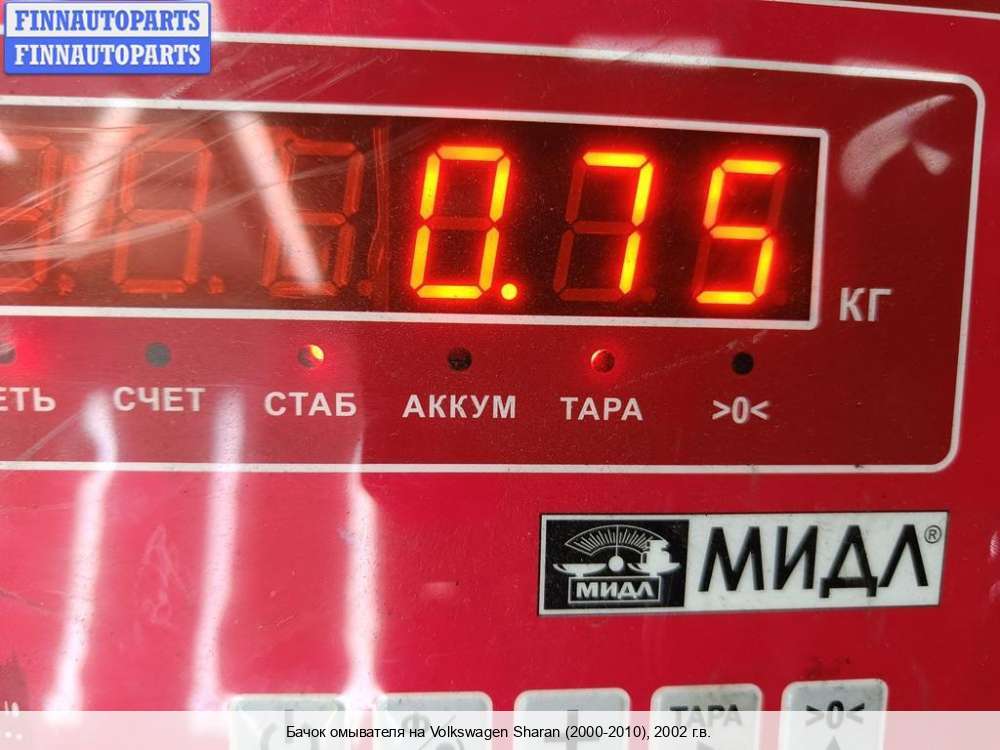 FINNAUTOPARTS
FINNAUTOPARTS
0.75
КГ
ЕТЬ СЧЕТ СТАБ АККУМ ТАРА >0<
МИДЛ МИДЛ®
ТАРА >0<
Бачок омывателя на Volkswagen Sharan (2000-2010), 2002 г.в.